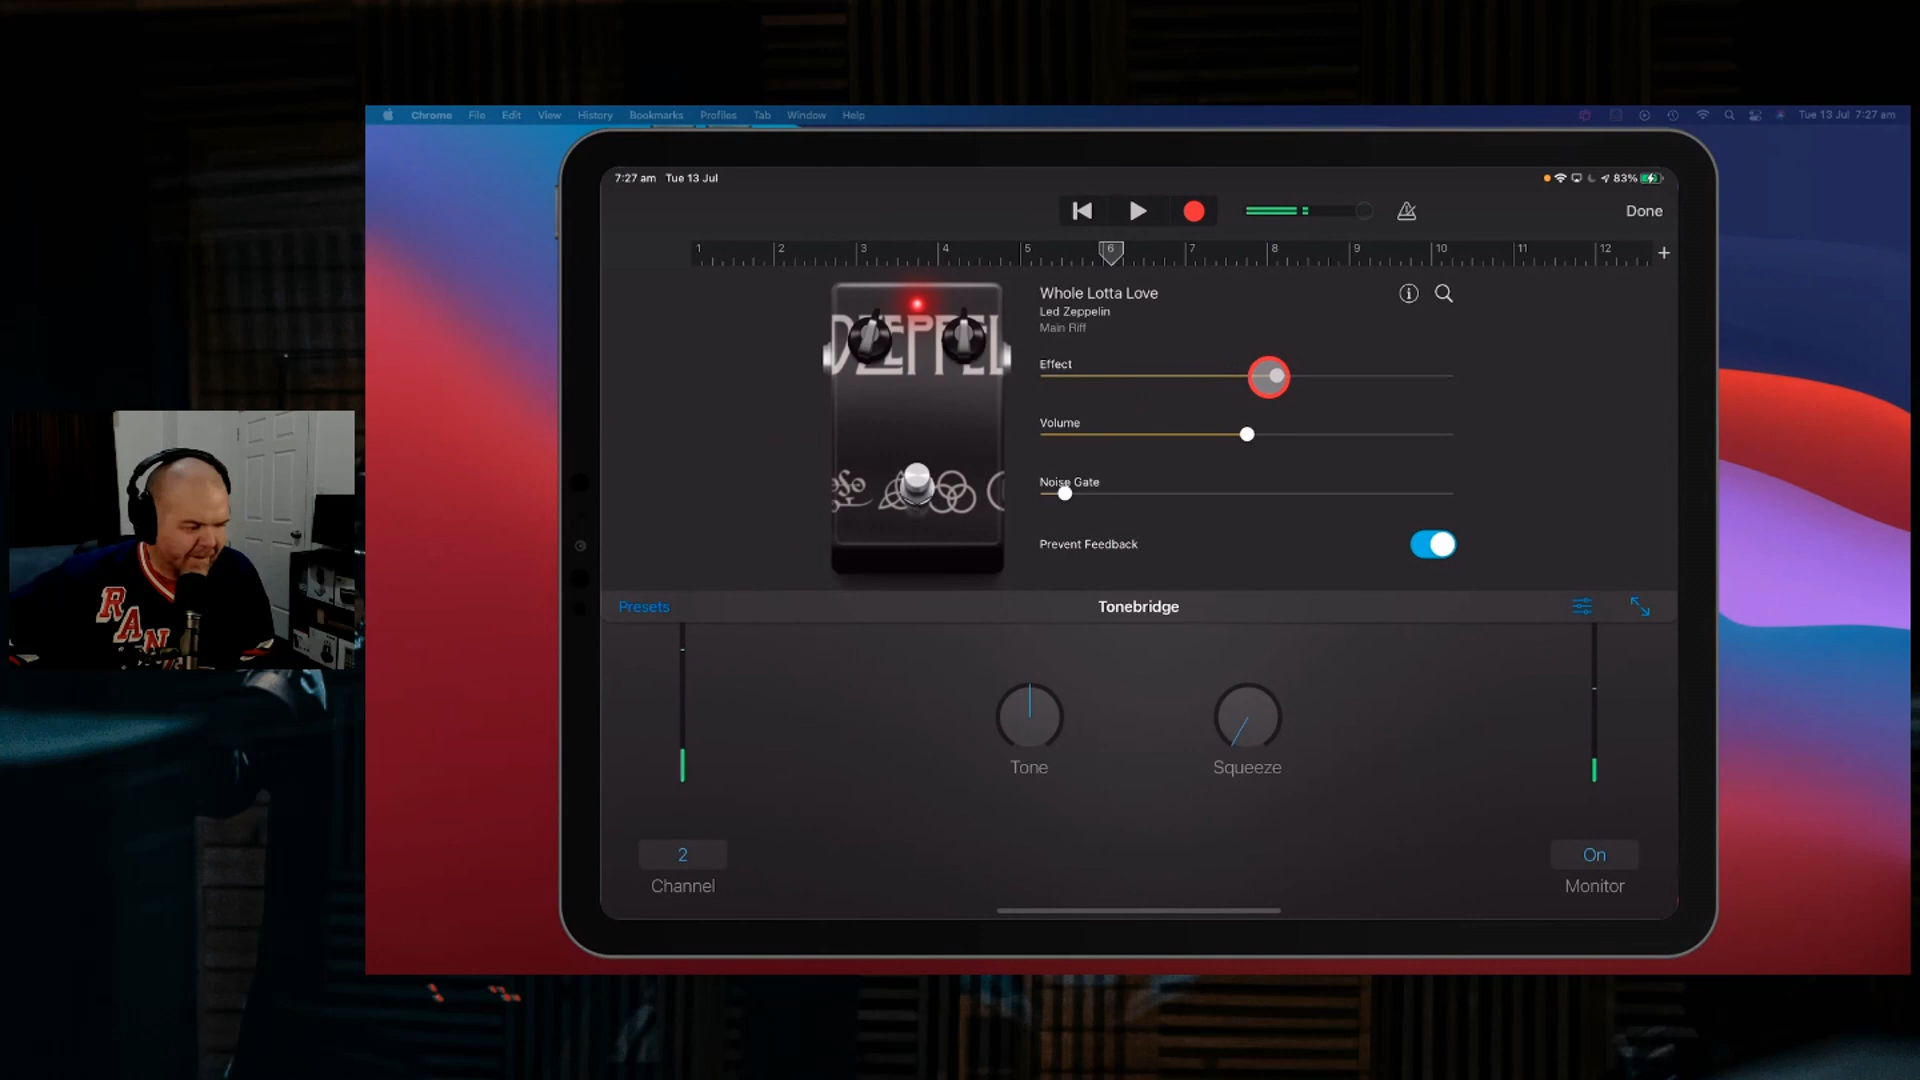 Chrome File Edit View History Bookmarks Profiles Tab Window Help Tue 13 Jul 7:27 am
7:27 am Tue 13 Jul 83%
Done
1 2 3 4 5 6 7 8 9 10 11 12 +
Whole Lotta Love
Led Zeppelin
Main Riff
DZEPPEL
Effect
Volume
Noise Gate
Prevent Feedback
Presets Tonebridge
Tone Squeeze
2 On
Channel Monitor
RAN